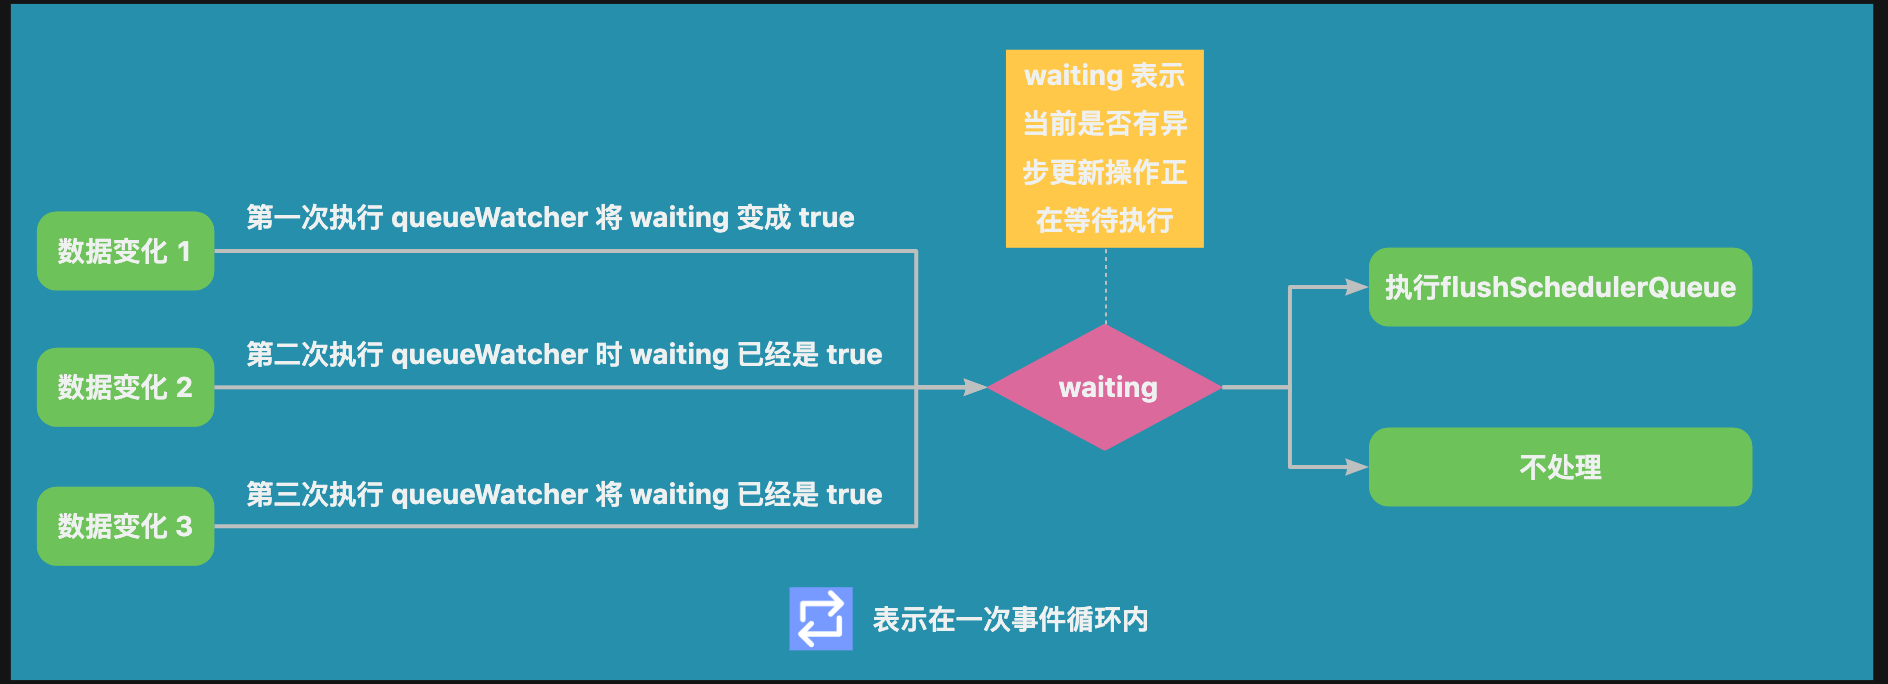 waiting 表示
当前是否有异
步更新操作正
在等待执行
第一次执行 queueWatcher 将 waiting 变成 true
数据变化 1
执行flushSchedulerQueue
第二次执行 queueWatcher 时 waiting 已经是 true
数据变化 2
waiting
不处理
第三次执行 queueWatcher 将 waiting 已经是 true
数据变化 3
表示在一次事件循环内